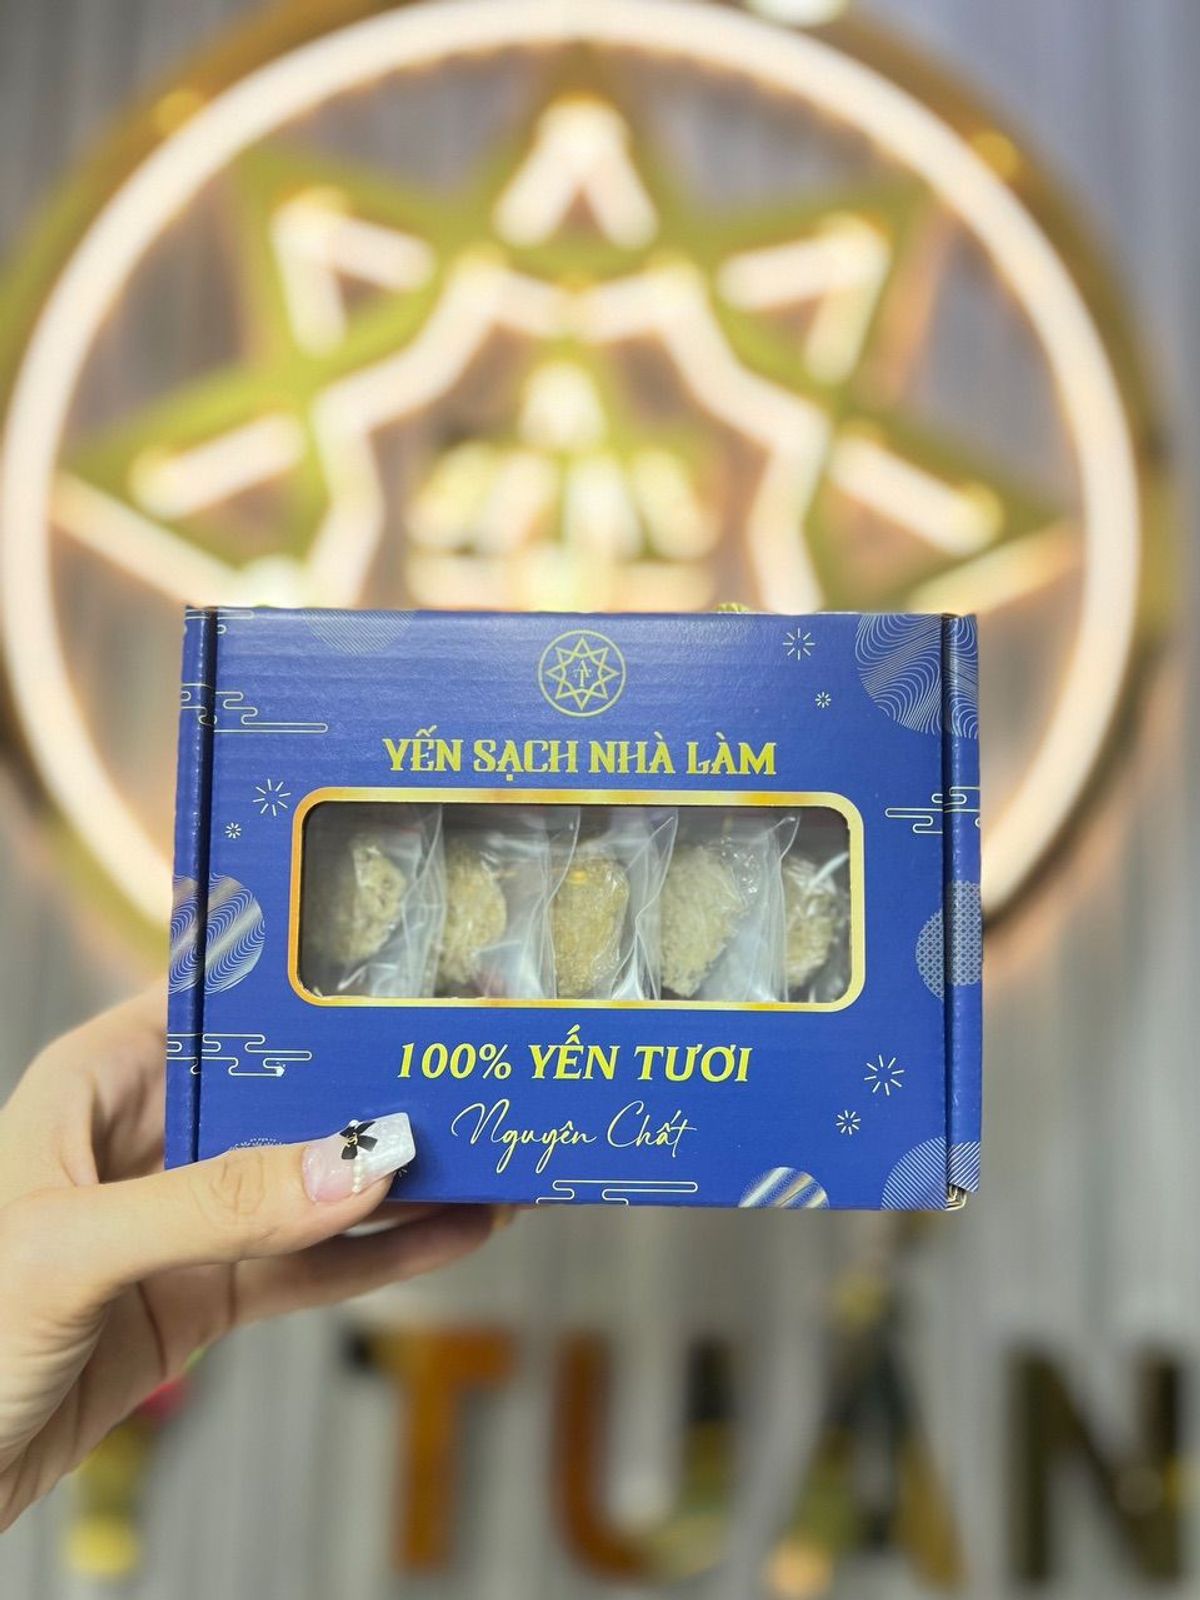 YẾN SẠCH NHÀ LÀM
100% YẾN TƯƠI
Nguyên Chất
TUẤN